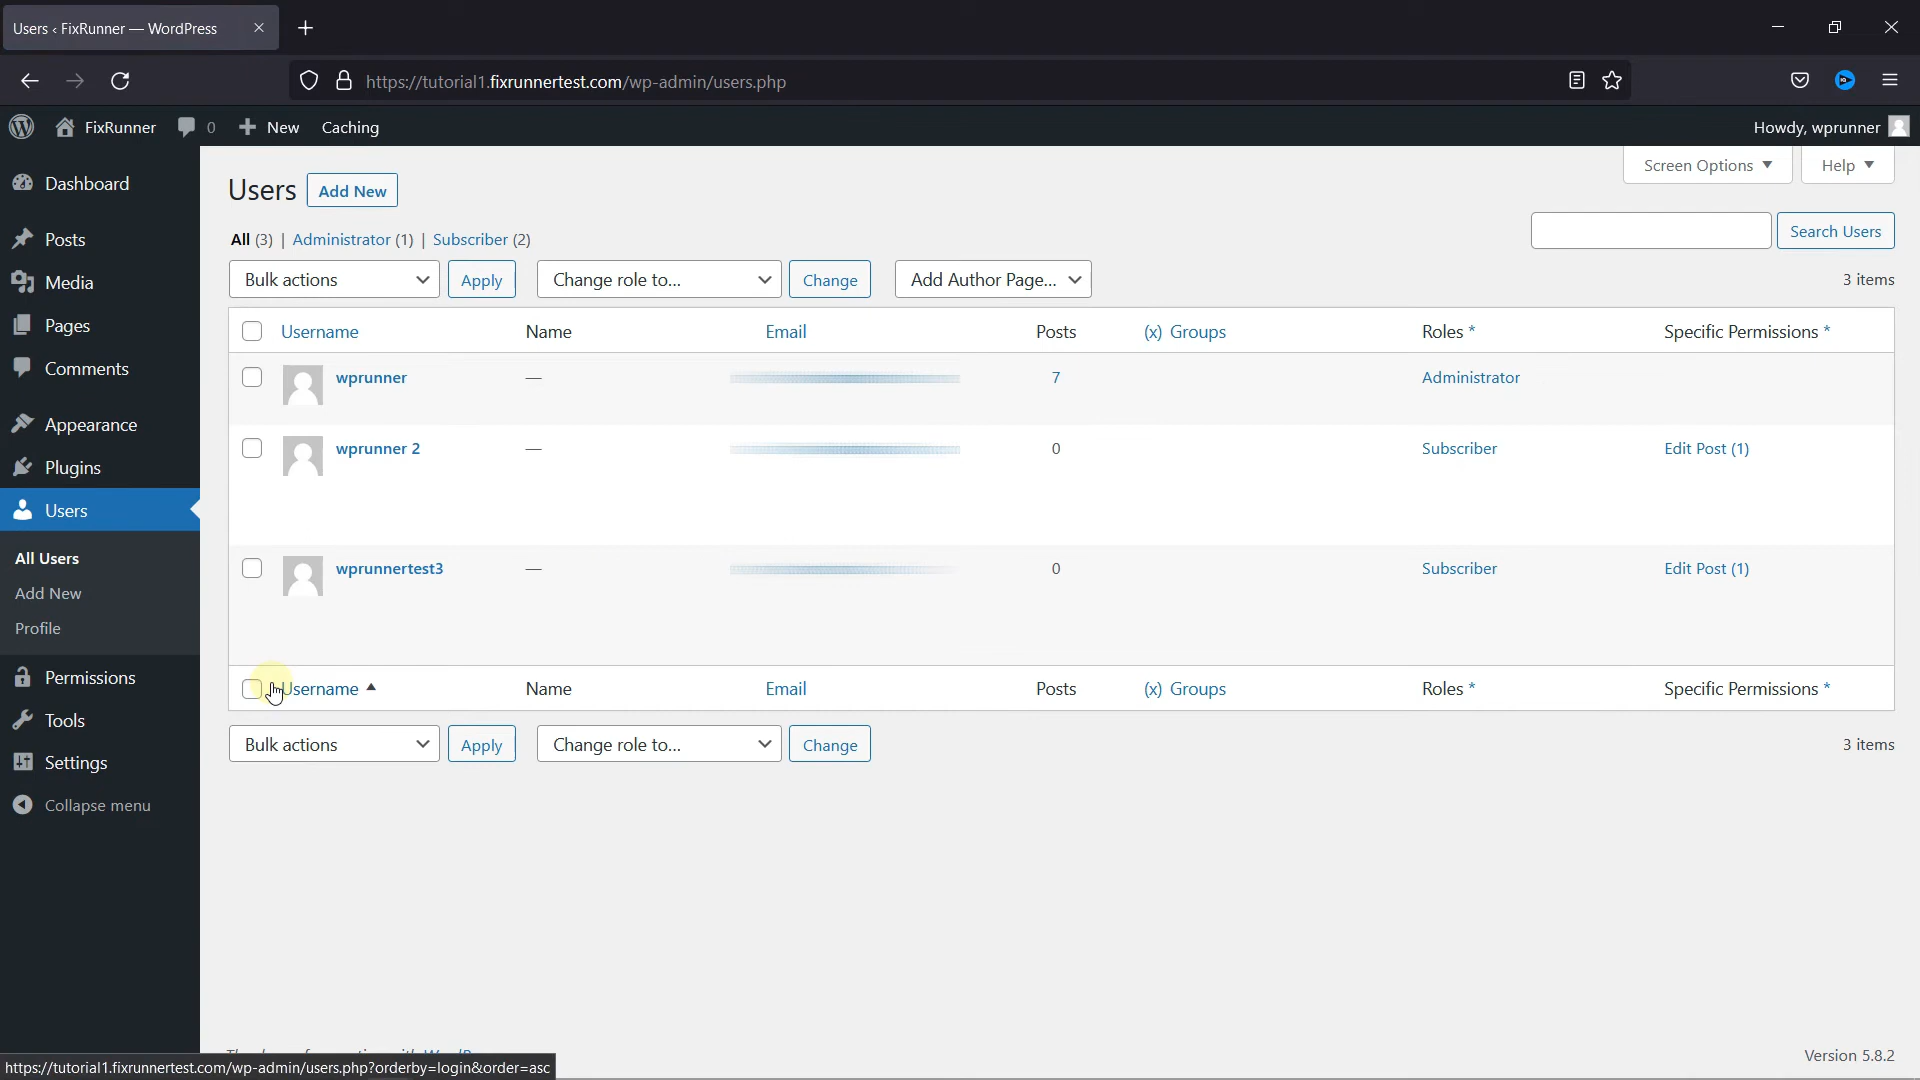 Users ‹ FixRunner — WordPress
https://tutorial1.fixrunnertest.com/wp-admin/users.php
FixRunner 0 New Caching Howdy, wprunner
Screen Options Help
Dashboard
Posts
Media
Pages
Comments
Appearance
Plugins
Users
All Users
Add New
Profile
Permissions
Tools
Settings
Collapse menu
Users Add New
All (3) | Administrator (1) | Subscriber (2)
Search Users
Bulk actions Apply Change role to... Change Add Author Page... 3 items
Username Name Email Posts (x) Groups Roles * Specific Permissions *
wprunner — 7 Administrator
wprunner 2 — 0 Subscriber Edit Post (1)
wprunnertest3 — 0 Subscriber Edit Post (1)
Username Name Email Posts (x) Groups Roles * Specific Permissions *
Bulk actions Apply Change role to... Change 3 items
Version 5.8.2
https://tutorial1.fixrunnertest.com/wp-admin/users.php?orderby=login&order=asc